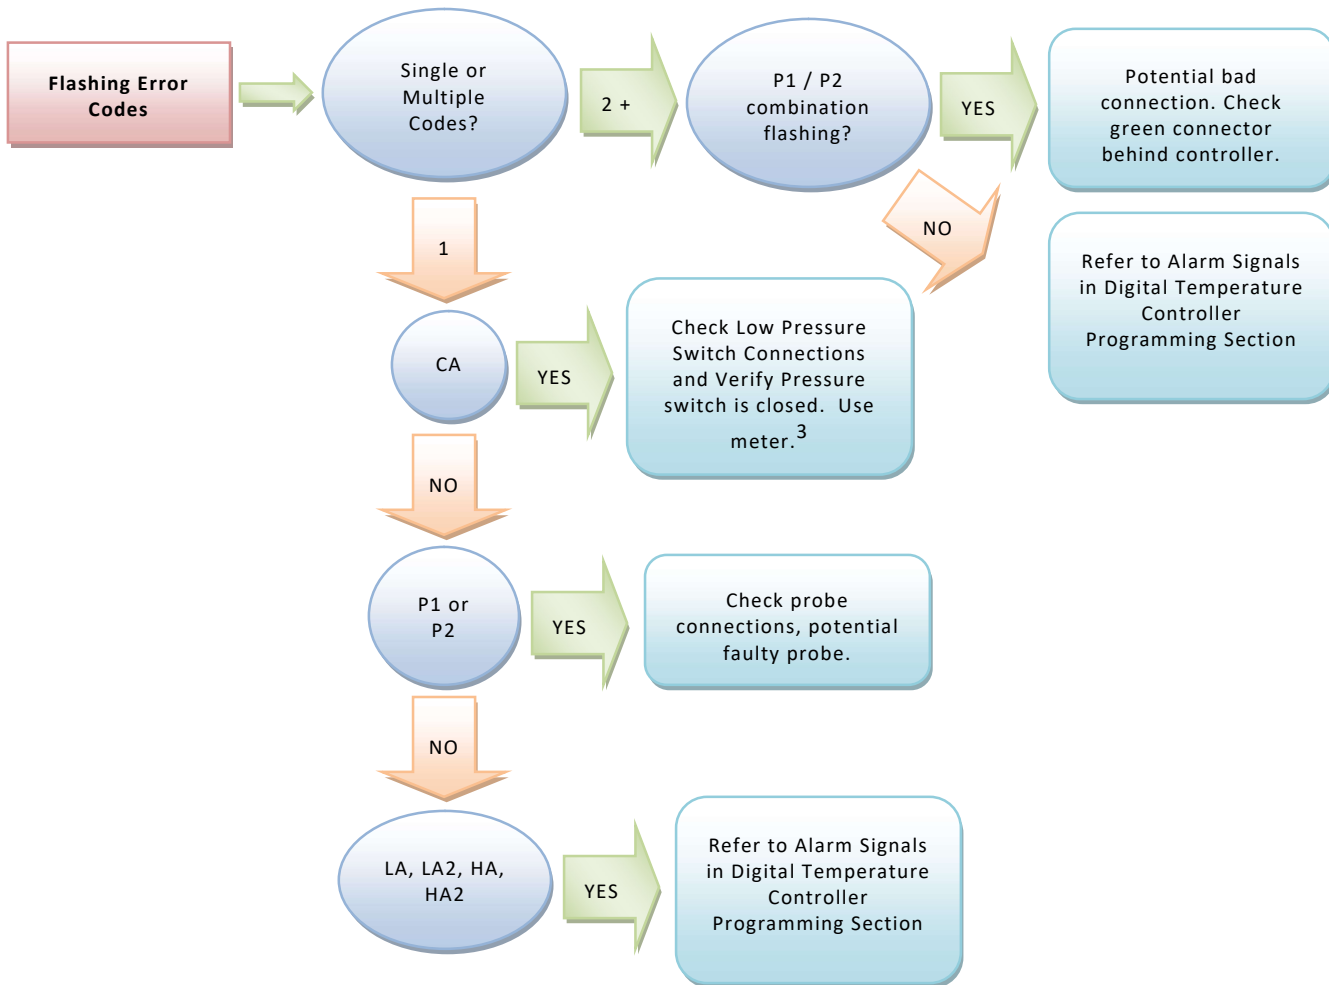 Flashing Error
Codes
Single or
Multiple
Codes?
2 +
P1 / P2
combination
flashing?
YES
Potential bad
connection. Check
green connector
behind controller.
NO
Refer to Alarm Signals
in Digital Temperature
Controller
Programming Section
1
CA
YES
Check Low Pressure
Switch Connections
and Verify Pressure
switch is closed.  Use
meter.3
NO
P1 or
P2
YES
Check probe
connections, potential
faulty probe.
NO
LA, LA2, HA,
HA2
YES
Refer to Alarm Signals
in Digital Temperature
Controller
Programming Section